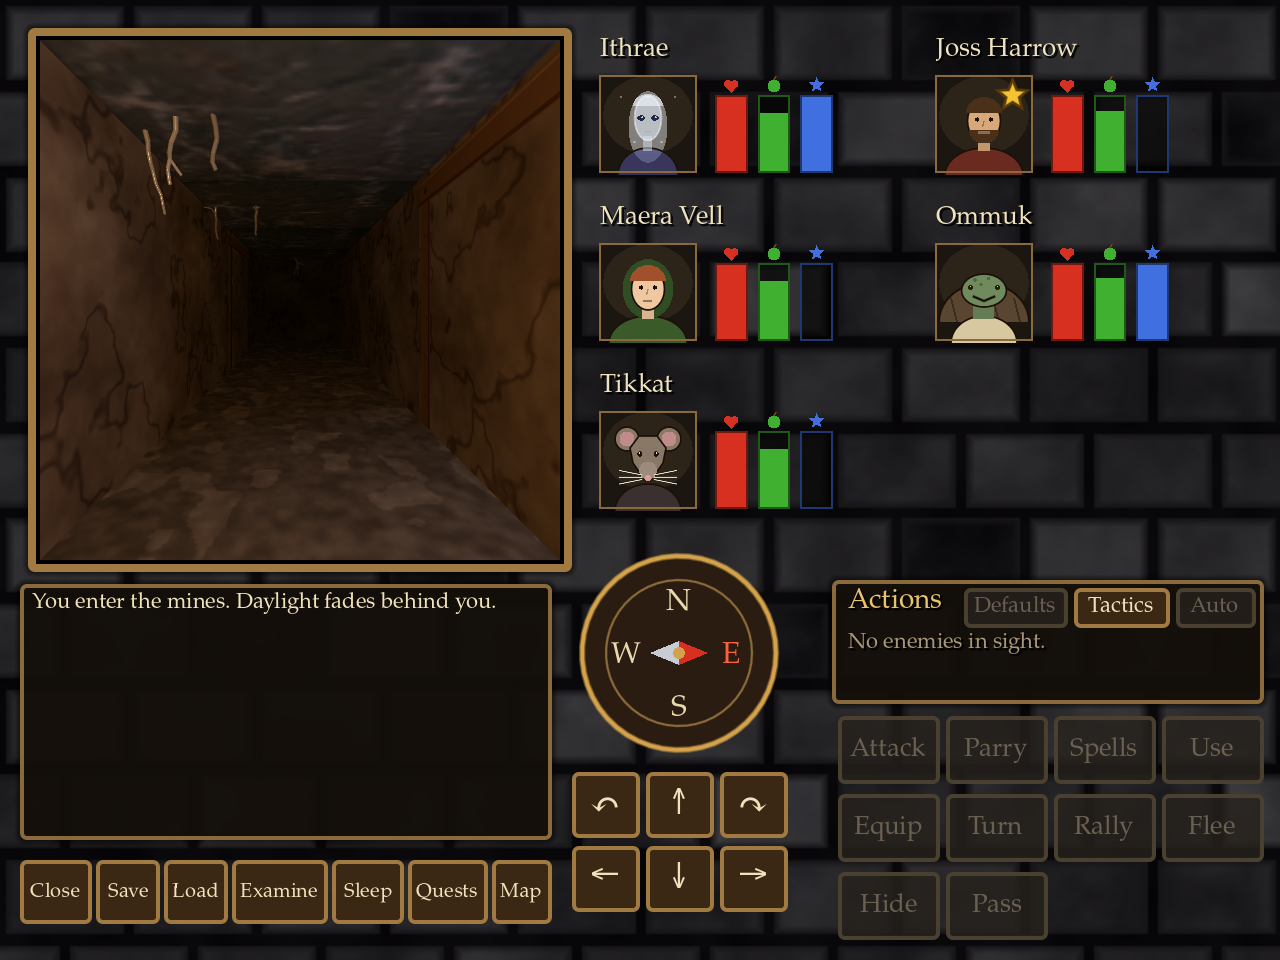 Ithrae
Joss Harrow
Maera Vell
Ommuk
Tikkat
You enter the mines. Daylight fades behind you.
N
W E
S
Actions Defaults Tactics Auto
No enemies in sight.
Attack Parry Spells Use
Equip Turn Rally Flee
Hide Pass
Close Save Load Examine Sleep Quests Map